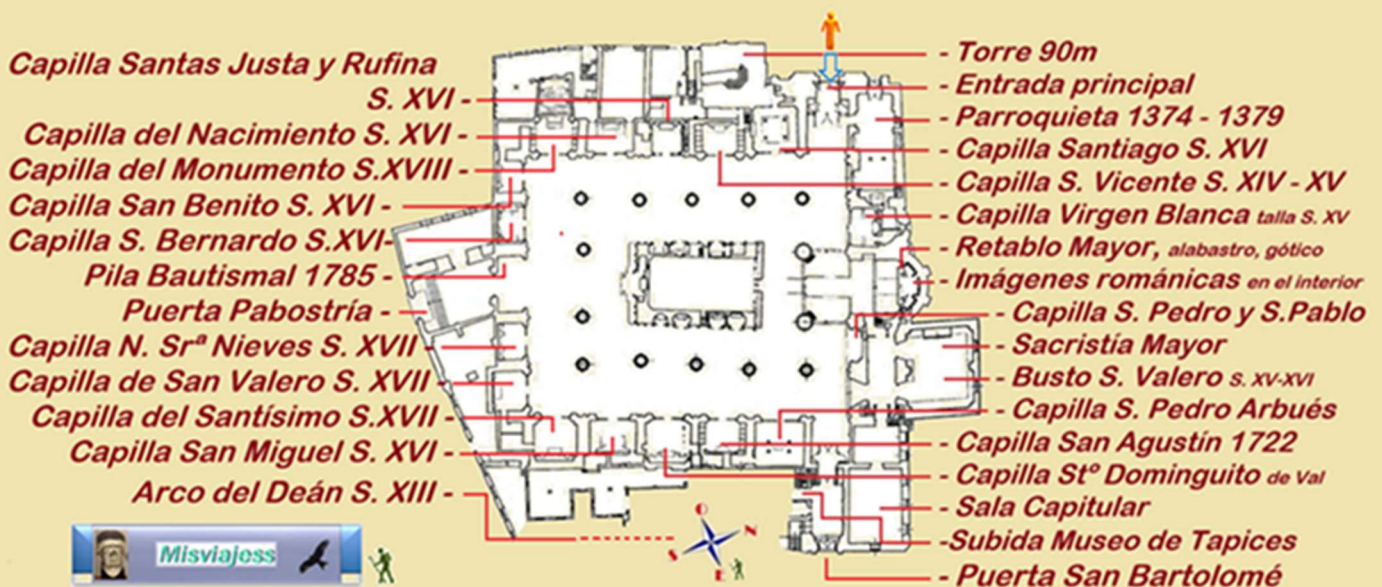 Capilla Santas Justa y Rufina
S. XVI -
Capilla del Nacimiento S. XVI -
Capilla del Monumento S.XVIII -
Capilla San Benito S. XVI -
Capilla S. Bernardo S.XVI-
Pila Bautismal 1785 -
Puerta Pabostría -
Capilla N. Srª Nieves S. XVII
Capilla de San Valero S. XVII -
Capilla del Santísimo S.XVII -
Capilla San Miguel S. XVI -
Arco del Deán S. XIII -
- Torre 90m
- Entrada principal
- Parroquieta 1374 - 1379
- Capilla Santiago S. XVI
- Capilla S. Vicente S. XIV - XV
- Capilla Virgen Blanca talla S. XV
- Retablo Mayor, alabastro, gótico
- Imágenes románicas en el interior
- Capilla S. Pedro y S.Pablo
- Sacristía Mayor
- Busto S. Valero S. XV-XVI
- Capilla S. Pedro Arbués
- Capilla San Agustín 1722
- Capilla Stº Dominguito de Val
- Sala Capitular
-Subida Museo de Tapices
- Puerta San Bartolomé
O
N
S
E
Misviajess